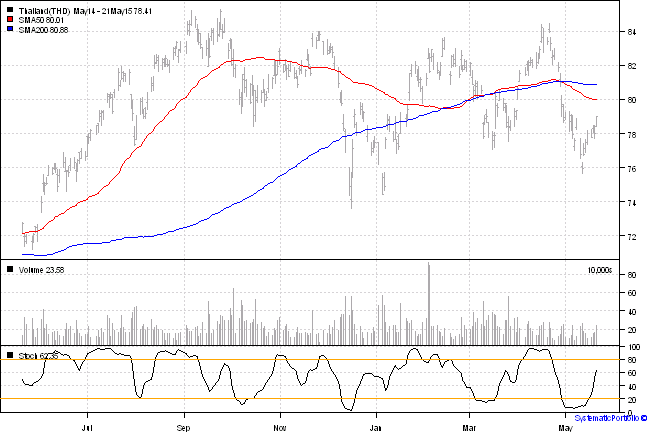 Thailand(THD) May14 - 21May15 78.41
SMA50 80.01
SMA200 80.88
84
82
80
78
76
74
72
Volume 23.58
10,000s
80
60
40
20
Stoch 62.35
100
80
60
40
20
0
Jul
Sep
Nov
Jan
Mar
May
SystematicPortfolio ©